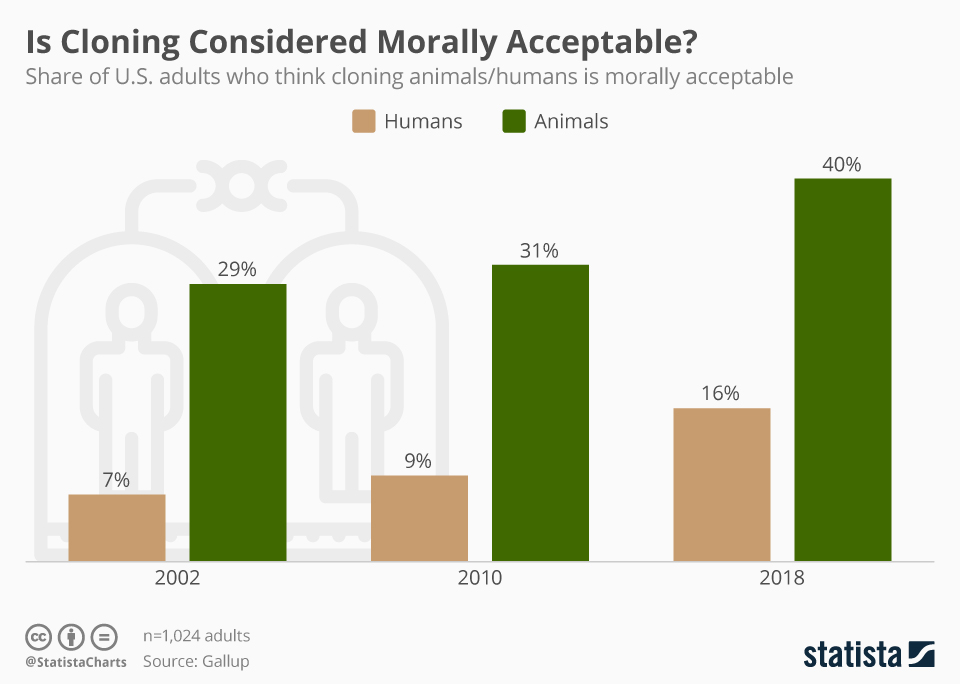 Is Cloning Considered Morally Acceptable?
Share of U.S. adults who think cloning animals/humans is morally acceptable
Humans Animals
40%
29%
31%
16%
7%
9%
2002 2010 2018
cc
n=1,024 adults
@StatistaCharts Source: Gallup
statista